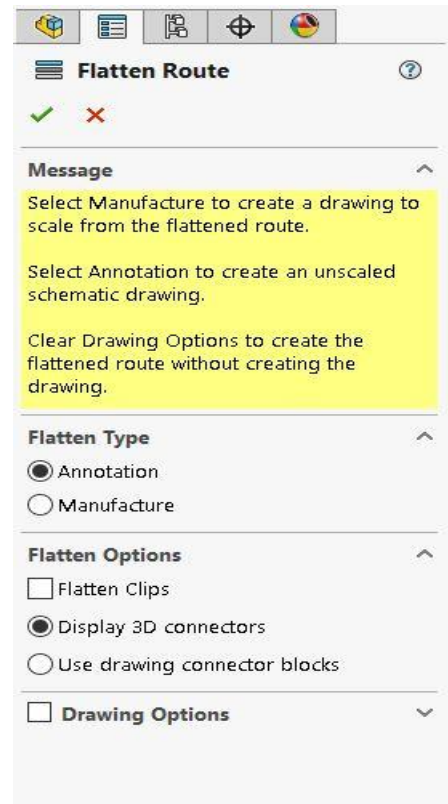 Flatten Route
Message
Select Manufacture to create a drawing to
scale from the flattened route.
Select Annotation to create an unscaled
schematic drawing.
Clear Drawing Options to create the
flattened route without creating the
drawing.
Flatten Type
Annotation
Manufacture
Flatten Options
Flatten Clips
Display 3D connectors
Use drawing connector blocks
Drawing Options